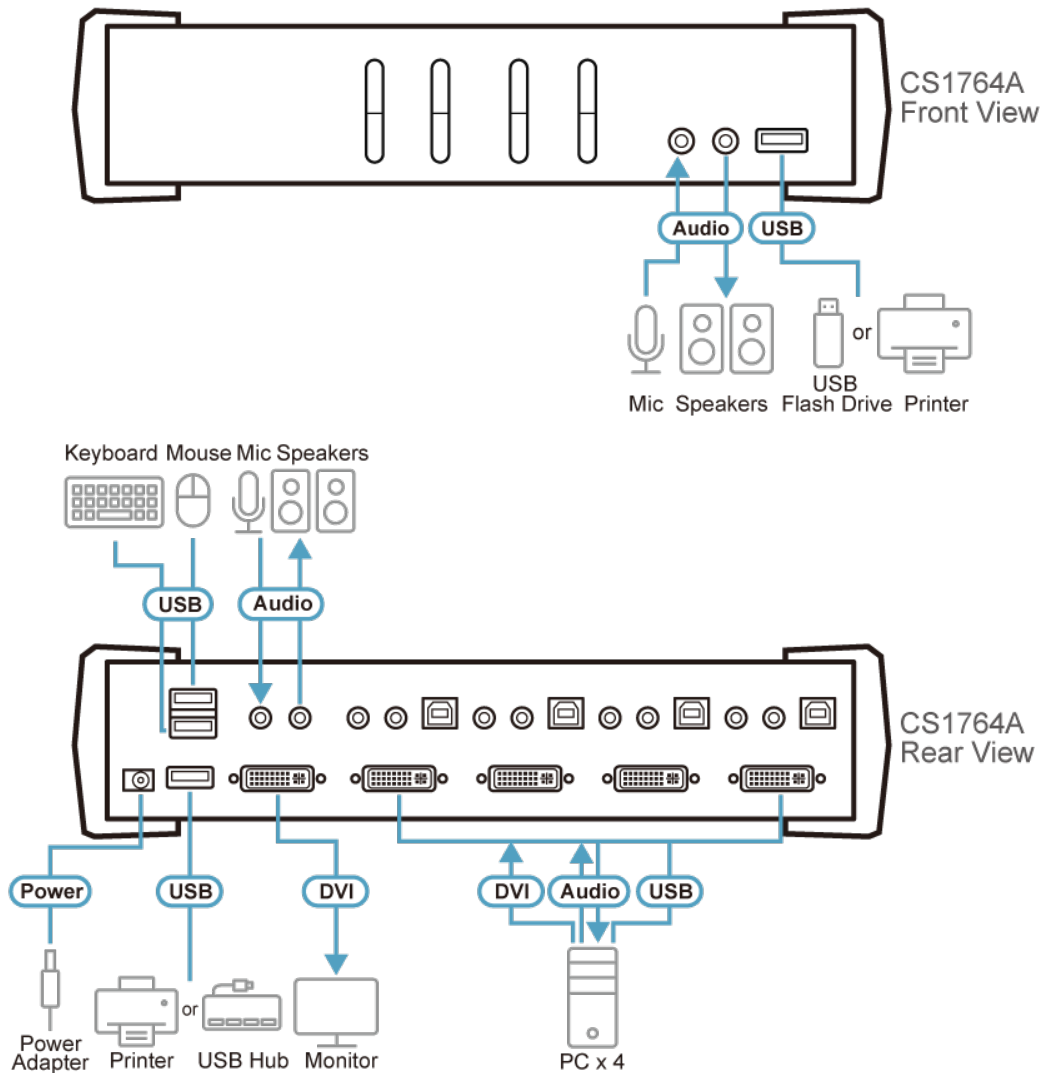 CS1764A
Front View
Audio
USB
or
USB
Mic Speakers Flash Drive Printer
Keyboard Mouse Mic Speakers
USB
Audio
CS1764A
Rear View
Power
USB
DVI
DVI
Audio
USB
or
Power
Adapter
Printer
USB Hub
Monitor
PC x 4